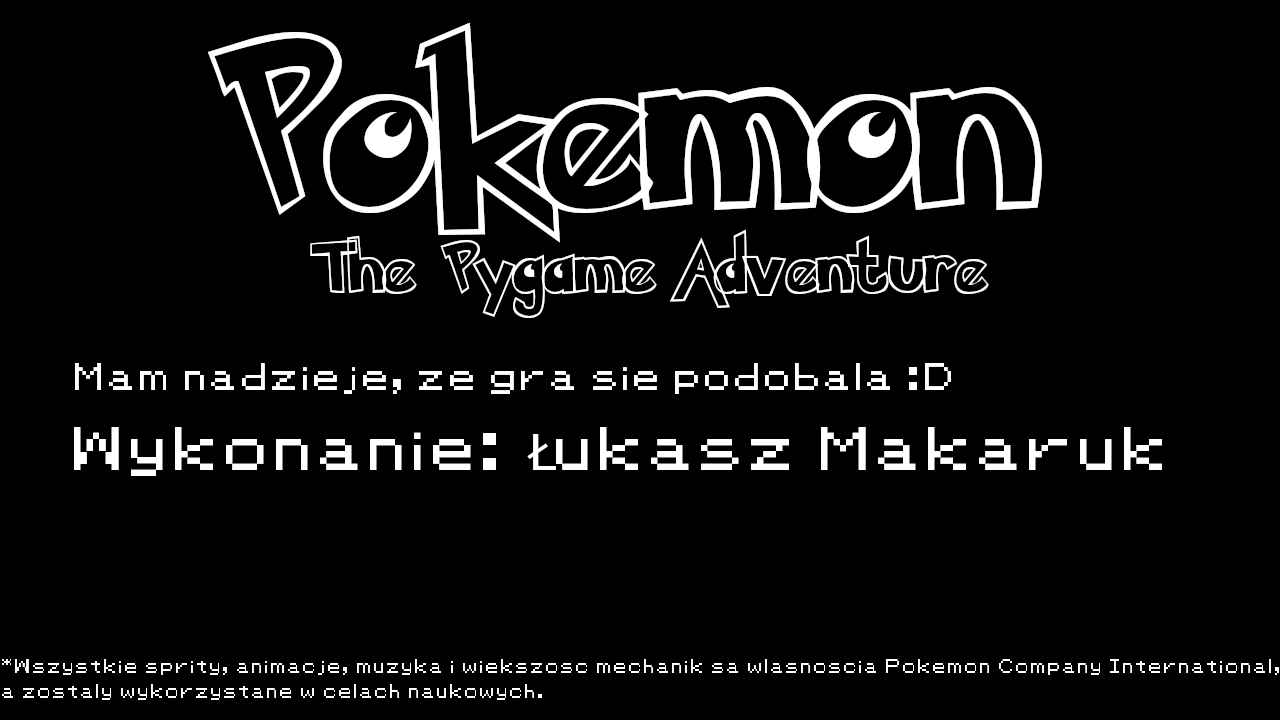 Pokemon
The Pygame Adventure
Mam nadzieje, ze gra sie podobala :D
Wykonanie: Łukasz Makaruk
*Wszystkie sprity, animacje, muzyka i wiekszosc mechanik sa wlasnoscia Pokemon Company International,
a zostaly wykorzystane w celach naukowych.